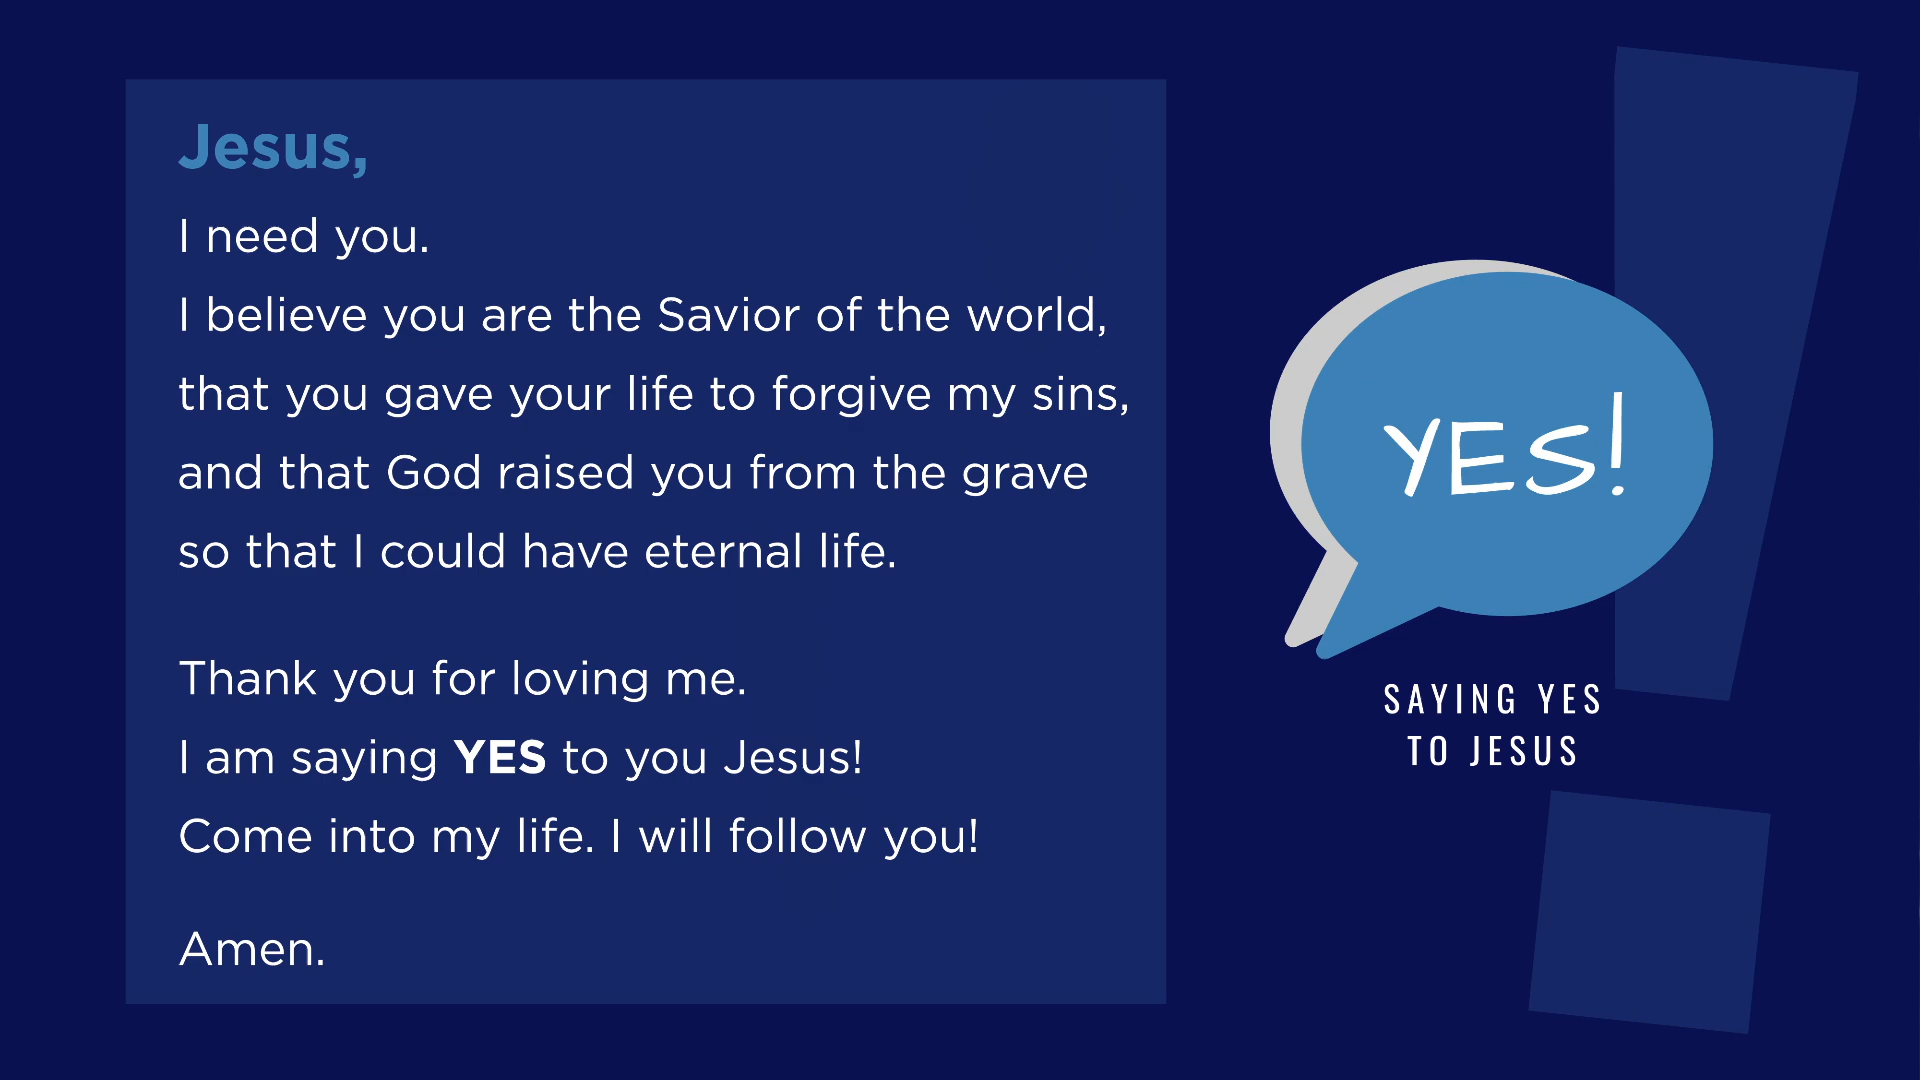 Jesus,
I need you.
I believe you are the Savior of the world,
that you gave your life to forgive my sins,
and that God raised you from the grave
so that I could have eternal life.
Thank you for loving me.
I am saying YES to you Jesus!
Come into my life. I will follow you!
Amen.
YES!
SAYING YES
TO JESUS